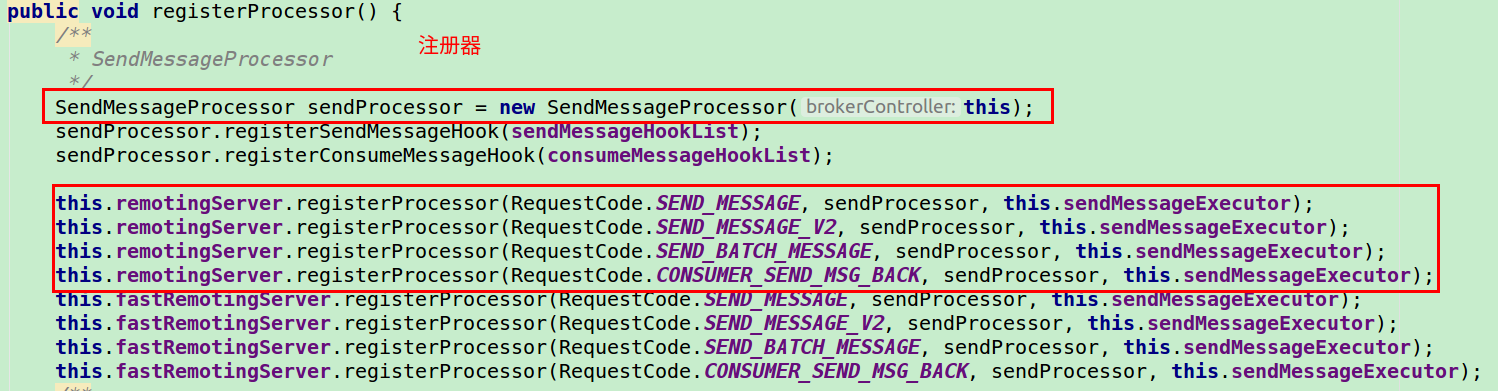 public void registerProcessor() {
/**
注册器
* SendMessageProcessor
*/
SendMessageProcessor sendProcessor = new SendMessageProcessor( brokerController: this);
sendProcessor.registerSendMessageHook(sendMessageHookList);
sendProcessor.registerConsumeMessageHook(consumeMessageHookList);
this.remotingServer.registerProcessor(RequestCode.SEND_MESSAGE, sendProcessor, this.sendMessageExecutor);
this.remotingServer.registerProcessor(RequestCode.SEND_MESSAGE_V2, sendProcessor, this.sendMessageExecutor);
this.remotingServer.registerProcessor(RequestCode.SEND_BATCH_MESSAGE, sendProcessor, this.sendMessageExecutor);
this.remotingServer.registerProcessor(RequestCode.CONSUMER_SEND_MSG_BACK, sendProcessor, this.sendMessageExecutor);
this.fastRemotingServer.registerProcessor(RequestCode.SEND_MESSAGE, sendProcessor, this.sendMessageExecutor);
this.fastRemotingServer.registerProcessor(RequestCode.SEND_MESSAGE_V2, sendProcessor, this.sendMessageExecutor);
this.fastRemotingServer.registerProcessor(RequestCode.SEND_BATCH_MESSAGE, sendProcessor, this.sendMessageExecutor);
this.fastRemotingServer.registerProcessor(RequestCode.CONSUMER_SEND_MSG_BACK, sendProcessor, this.sendMessageExecutor);
/**